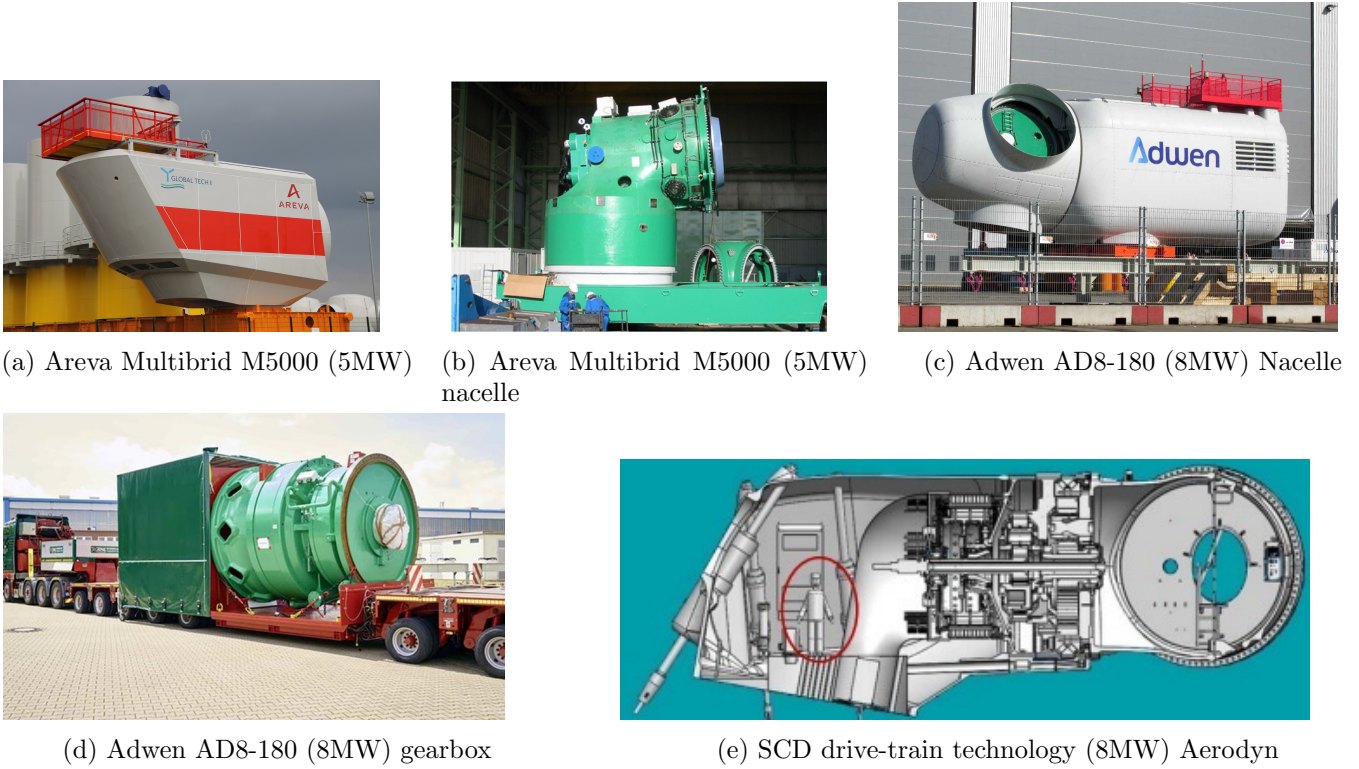 GLOBAL TECH I
AREVA
Adwen
(a) Areva Multibrid M5000 (5MW)
(b) Areva Multibrid M5000 (5MW)
nacelle
(c) Adwen AD8-180 (8MW) Nacelle
(d) Adwen AD8-180 (8MW) gearbox
(e) SCD drive-train technology (8MW) Aerodyn